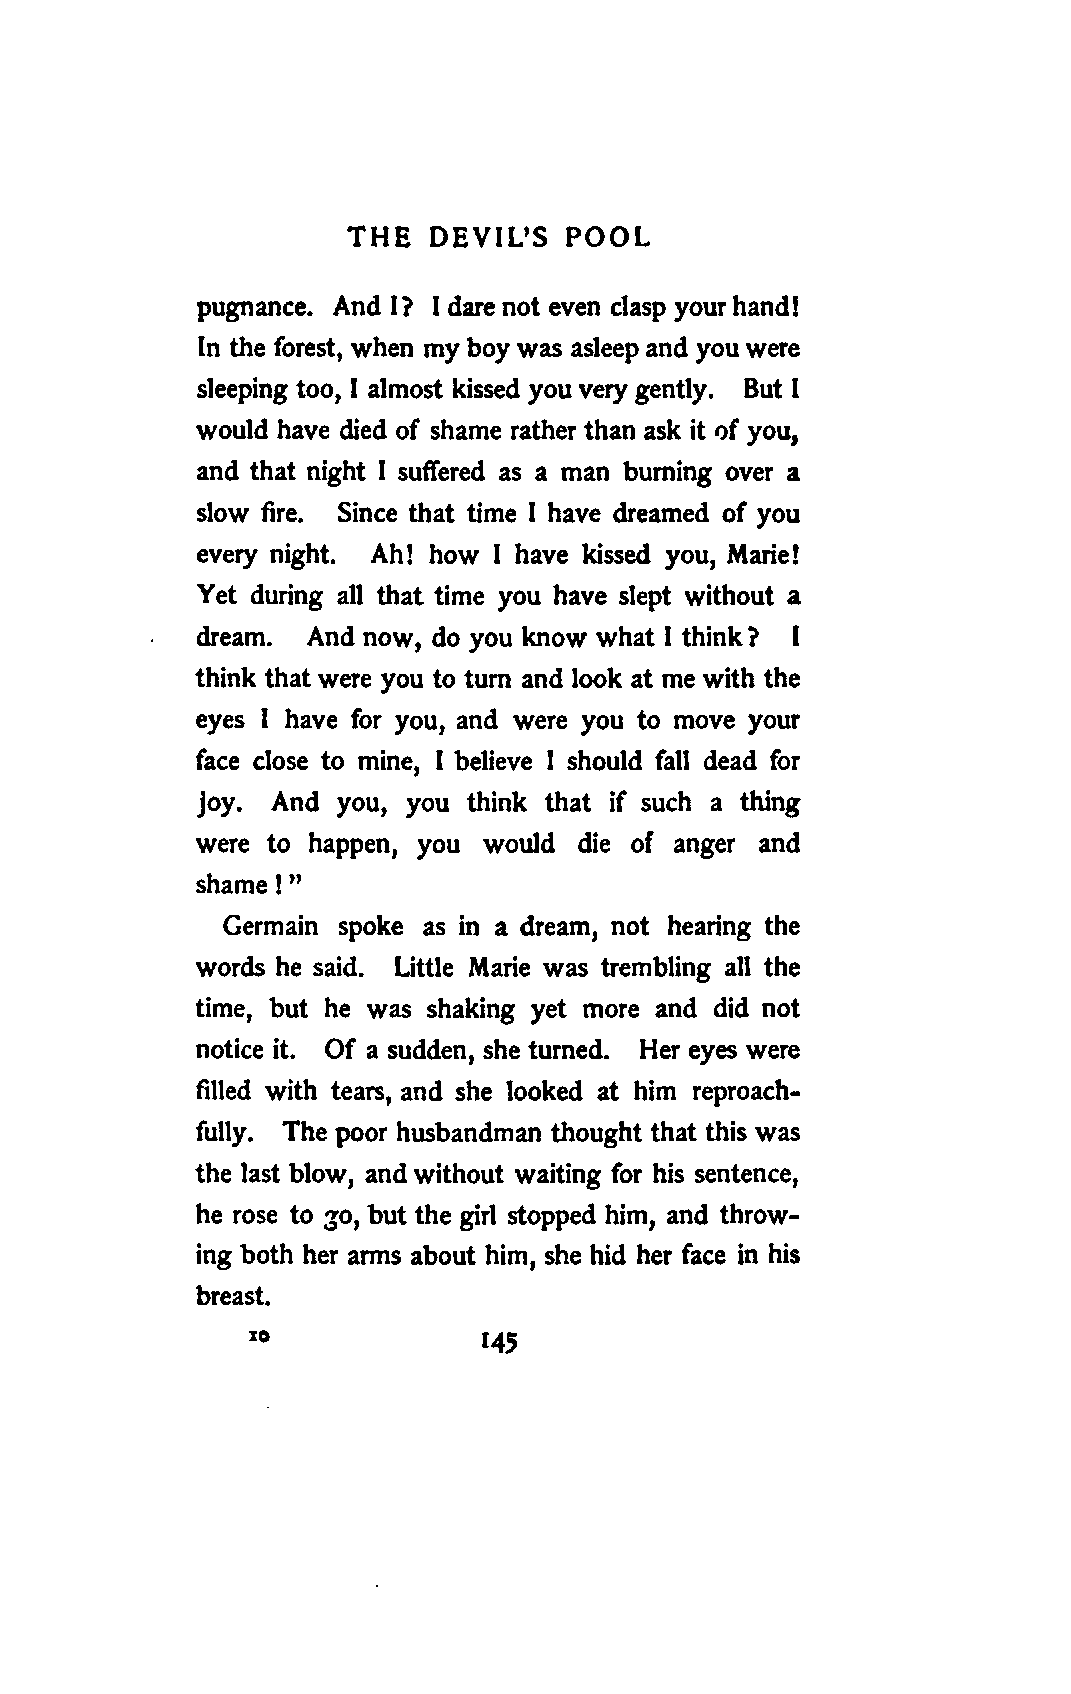 THE DEVIL'S POOL
pugnance. And I? I dare not even clasp your hand!
In the forest, when my boy was asleep and you were
sleeping too, I almost kissed you very gently. But I
would have died of shame rather than ask it of you,
and that night I suffered as a man burning over a
slow fire. Since that time I have dreamed of you
every night. Ah! how I have kissed you, Marie!
Yet during all that time you have slept without a
dream. And now, do you know what I think? I
think that were you to turn and look at me with the
eyes I have for you, and were you to move your
face close to mine, I believe I should fall dead for
joy. And you, you think that if such a thing
were to happen, you would die of anger and
shame!"
Germain spoke as in a dream, not hearing the
words he said. Little Marie was trembling all the
time, but he was shaking yet more and did not
notice it. Of a sudden, she turned. Her eyes were
filled with tears, and she looked at him reproach-
fully. The poor husbandman thought that this was
the last blow, and without waiting for his sentence,
he rose to go, but the girl stopped him, and throw-
ing both her arms about him, she hid her face in his
breast.
10 145